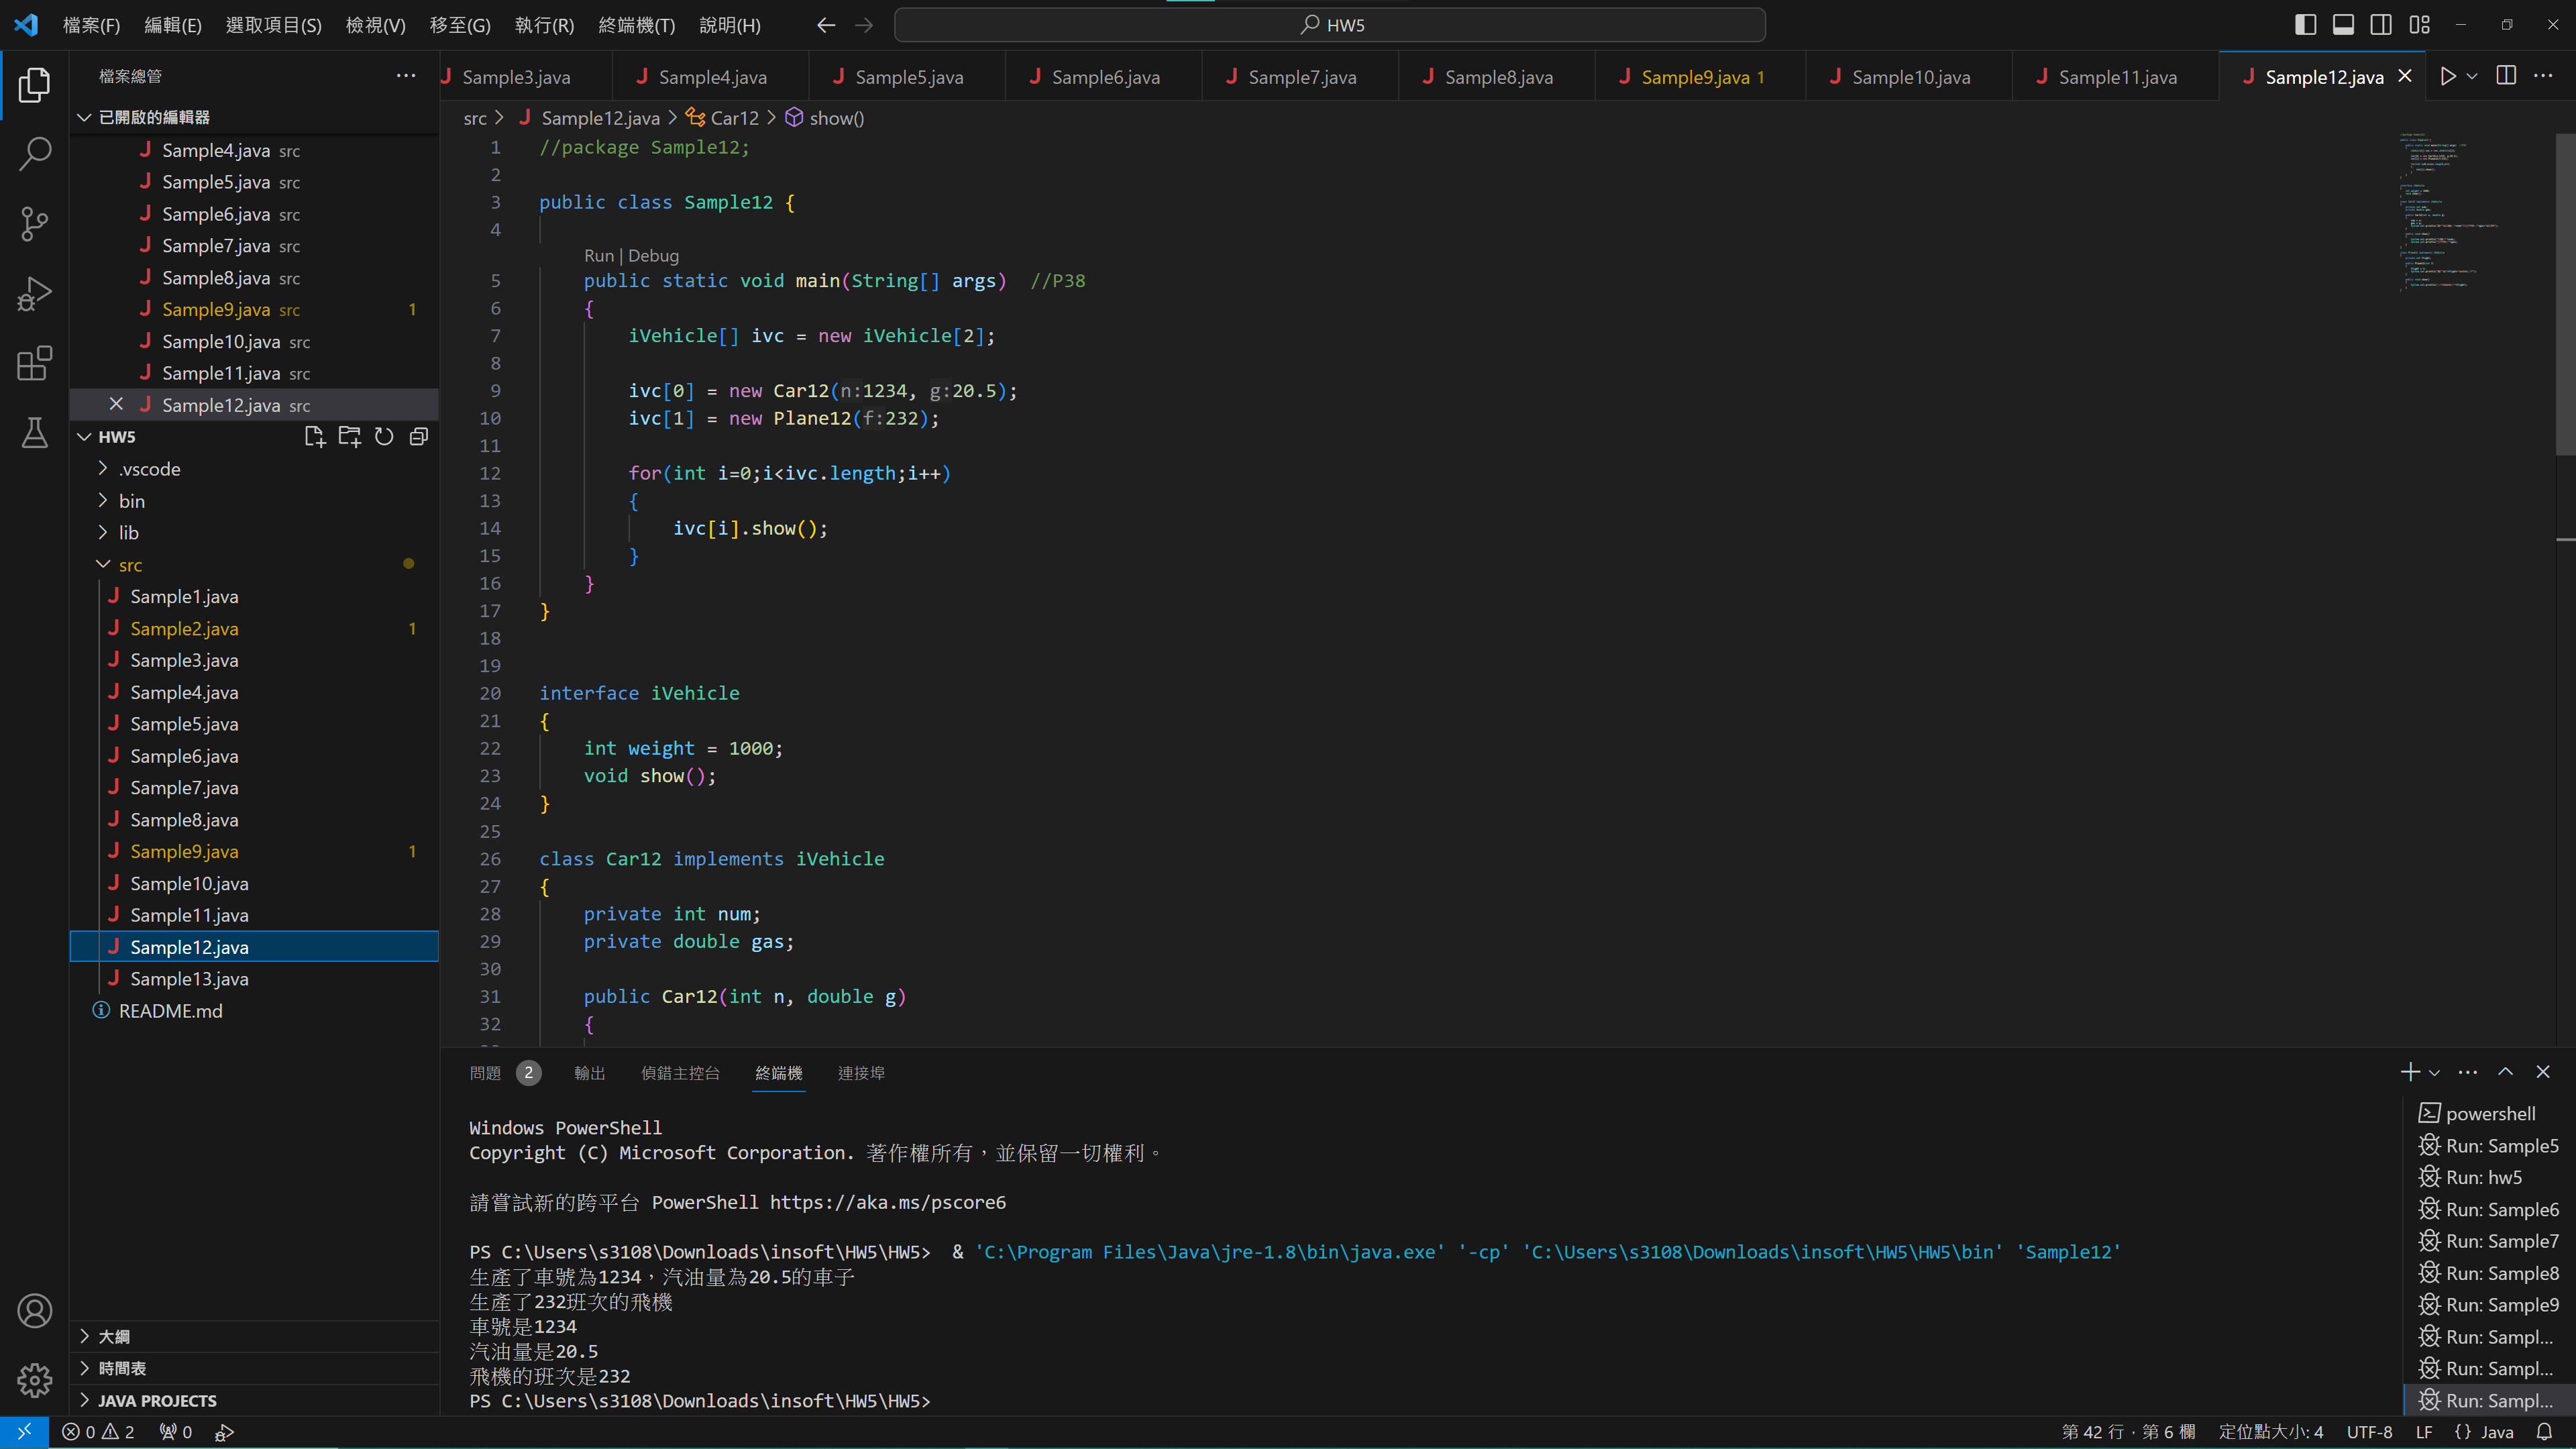 檔案(F) 編輯(E) 選取項目(S) 檢視(V) 移至(G) 執行(R) 終端機(T) 說明(H) HW5
檔案總管
已開啟的編輯器
Sample4.java src
Sample5.java src
Sample6.java src
Sample7.java src
Sample8.java src
Sample9.java src 1
Sample10.java src
Sample11.java src
Sample12.java src
HW5
.vscode
bin
lib
src
Sample1.java
Sample2.java 1
Sample3.java
Sample4.java
Sample5.java
Sample6.java
Sample7.java
Sample8.java
Sample9.java 1
Sample10.java
Sample11.java
Sample12.java
Sample13.java
README.md
大綱
時間表
JAVA PROJECTS
Sample3.java Sample4.java Sample5.java Sample6.java Sample7.java Sample8.java Sample9.java 1 Sample10.java Sample11.java Sample12.java
src > Sample12.java > Car12 > show()
1 //package Sample12;
2
3 public class Sample12 {
4
Run | Debug
5 public static void main(String[] args) //P38
6 {
7 iVehicle[] ivc = new iVehicle[2];
8
9 ivc[0] = new Car12(n:1234, g:20.5);
10 ivc[1] = new Plane12(f:232);
11
12 for(int i=0;i<ivc.length;i++)
13 {
14 ivc[i].show();
15 }
16 }
17 }
18
19
20 interface iVehicle
21 {
22 int weight = 1000;
23 void show();
24 }
25
26 class Car12 implements iVehicle
27 {
28 private int num;
29 private double gas;
30
31 public Car12(int n, double g)
32 {
問題 2 輸出 偵錯主控台 終端機 連接埠
Windows PowerShell
Copyright (C) Microsoft Corporation. 著作權所有，並保留一切權利。
請嘗試新的跨平台 PowerShell https://aka.ms/pscore6
PS C:\Users\s3108\Downloads\insoft\HW5\HW5>  & 'C:\Program Files\Java\jre-1.8\bin\java.exe' '-cp' 'C:\Users\s3108\Downloads\insoft\HW5\HW5\bin' 'Sample12'
生產了車號為1234，汽油量為20.5的車子
生產了232班次的飛機
車號是1234
汽油量是20.5
飛機的班次是232
PS C:\Users\s3108\Downloads\insoft\HW5\HW5>
powershell
Run: Sample5
Run: hw5
Run: Sample6
Run: Sample7
Run: Sample8
Run: Sample9
Run: Sampl...
Run: Sampl...
Run: Sampl...
0 2 0 第 42 行，第 6 欄 定位點大小: 4 UTF-8 LF {} Java